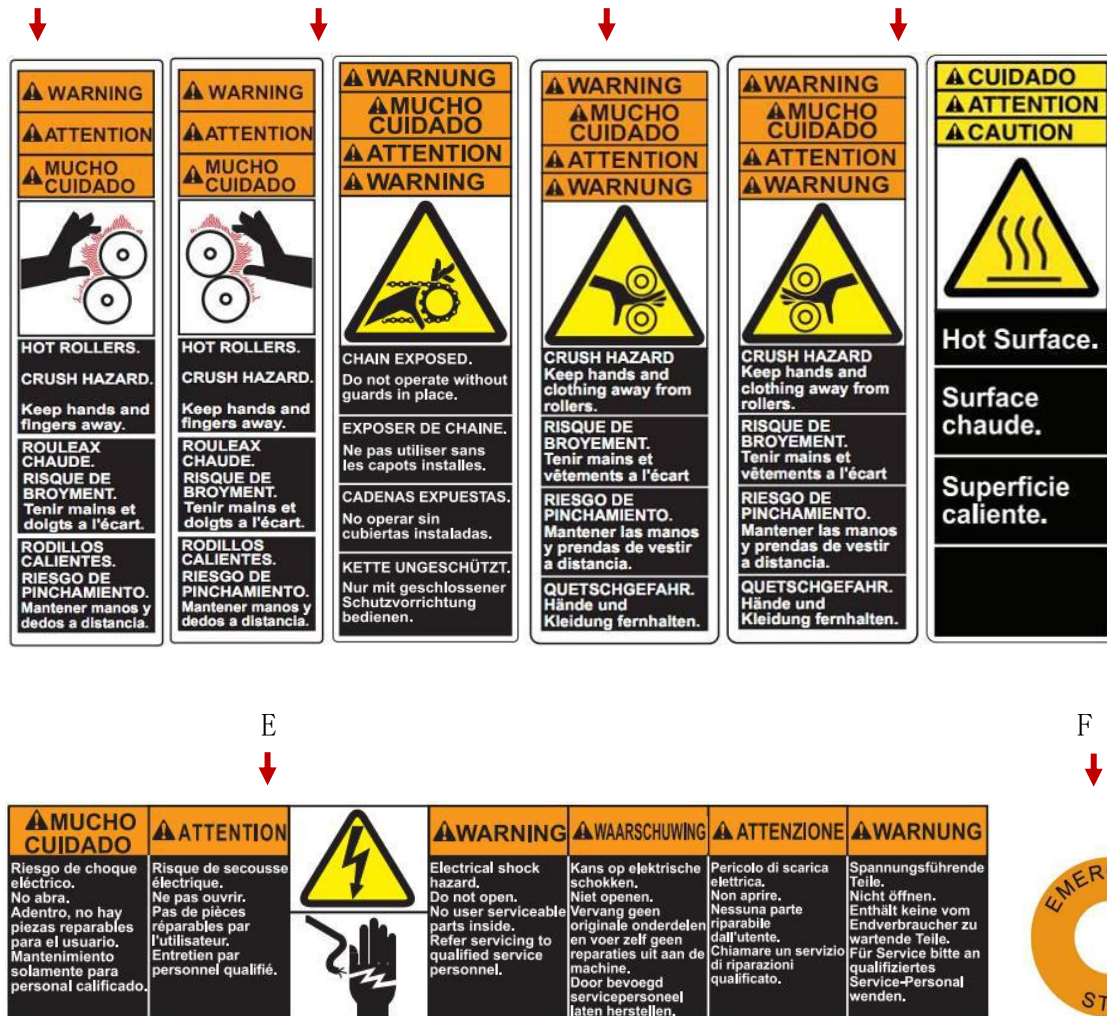 WARNING
ATTENTION
MUCHO
CUIDADO
HOT ROLLERS.
CRUSH HAZARD.
Keep hands and
fingers away.
ROULEAX
CHAUDE.
RISQUE DE
BROYMENT.
Tenir mains et
doigts a l'écart.
RODILLOS
CALIENTES.
RIESGO DE
PINCHAMIENTO.
Mantener manos y
dedos a distancia.
WARNING
ATTENTION
MUCHO
CUIDADO
HOT ROLLERS.
CRUSH HAZARD.
Keep hands and
fingers away.
ROULEAX
CHAUDE.
RISQUE DE
BROYMENT.
Tenir mains et
doigts a l'écart.
RODILLOS
CALIENTES.
RIESGO DE
PINCHAMIENTO.
Mantener manos y
dedos a distancia.
WARNUNG
MUCHO
CUIDADO
ATTENTION
WARNING
CHAIN EXPOSED.
Do not operate without
guards in place.
EXPOSER DE CHAINE.
Ne pas utiliser sans
les capots installes.
CADENAS EXPUESTAS.
No operar sin
cubiertas instaladas.
KETTE UNGESCHÜTZT.
Nur mit geschlossener
Schutzvorrichtung
bedienen.
WARNING
MUCHO
CUIDADO
ATTENTION
WARNUNG
CRUSH HAZARD
Keep hands and
clothing away from
rollers.
RISQUE DE
BROYEMENT.
Tenir mains et
vêtements a l'écart
RIESGO DE
PINCHAMIENTO.
Mantener las manos
y prendas de vestir
a distancia.
QUETSCHGEFAHR.
Hände und
Kleidung fernhalten.
WARNING
MUCHO
CUIDADO
ATTENTION
WARNUNG
CRUSH HAZARD
Keep hands and
clothing away from
rollers.
RISQUE DE
BROYEMENT.
Tenir mains et
vêtements a l'écart
RIESGO DE
PINCHAMIENTO.
Mantener las manos
y prendas de vestir
a distancia.
QUETSCHGEFAHR.
Hände und
Kleidung fernhalten.
CUIDADO
ATTENTION
CAUTION
Hot Surface.
Surface
chaude.
Superficie
caliente.
E
F
MUCHO
CUIDADO
Riesgo de choque
eléctrico.
No abra.
Adentro, no hay
piezas reparables
para el usuario.
Mantenimiento
solamente para
personal calificado.
ATTENTION
Risque de secousse
électrique.
Ne pas ouvrir.
Pas de pièces
réparables par
l'utilisateur.
Entretien par
personnel qualifié.
WARNING
Electrical shock
hazard.
Do not open.
No user serviceable
parts inside.
Refer servicing to
qualified service
personnel.
WAARSCHUWING
Kans op elektrische
schokken.
Niet openen.
Vervang geen
originale onderdelen
en voer zelf geen
reparaties uit aan de
machine.
Door bevoegd
servicepersoneel
laten herstellen.
ATTENZIONE
Pericolo di scarica
elettrica.
Non aprire.
Nessuna parte
riparabile
dall'utente.
Chiamare un servizio
di riparazioni
qualificato.
WARNUNG
Spannungsführende
Teile.
Nicht öffnen.
Enthält keine vom
Endverbraucher zu
wartende Teile.
Für Service bitte an
qualifiziertes
Service-Personal
wenden.
EMER
ST